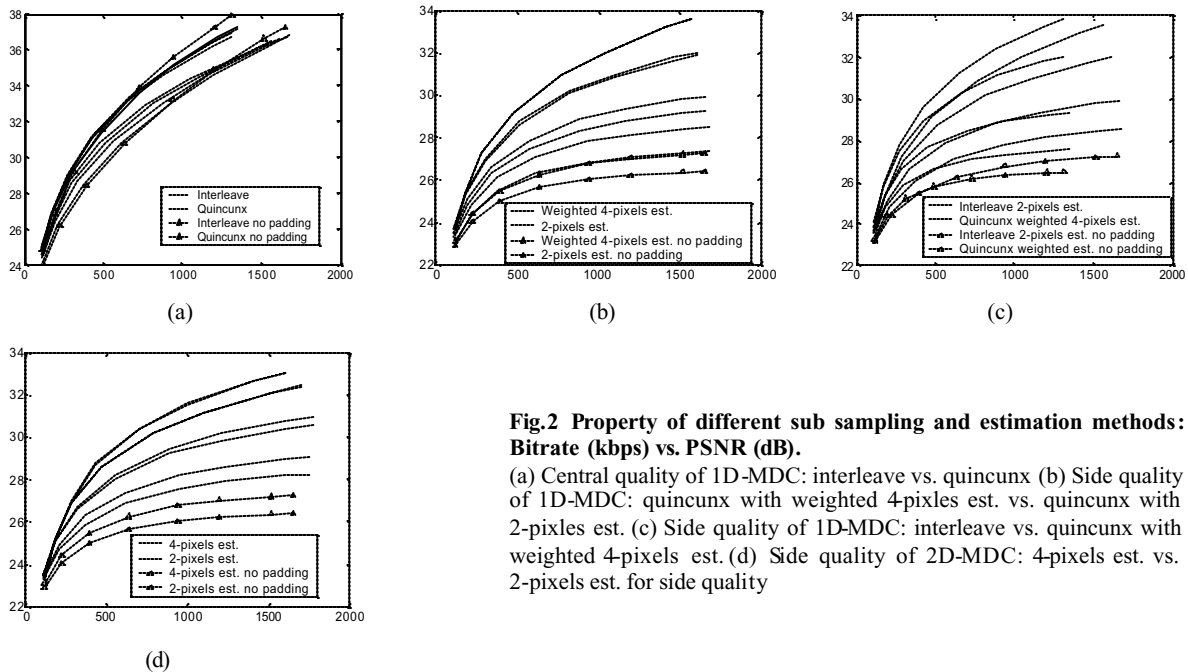 38
36
34
32
30
28
26
24
0 500 1000 1500 2000
Interleave
Quincunx
Interleave no padding
Quincunx no padding
(a)
34
32
30
28
26
24
22
0 500 1000 1500 2000
Weighted 4-pixels est.
2-pixels est.
Weighted 4-pixels est. no padding
2-pixels est. no padding
(b)
34
32
30
28
26
24
22
0 500 1000 1500 2000
Interleave 2-pixels est.
Quincunx weighted 4-pixels est.
Interleave 2-pixels est. no padding
Quincunx weighted est. no padding
(c)
34
32
30
28
26
24
22
0 500 1000 1500 2000
4-pixels est.
2-pixels est.
4-pixels est. no padding
2-pixels est. no padding
(d)
Fig.2 Property of different sub sampling and estimation methods:
Bitrate (kbps) vs. PSNR (dB).
(a) Central quality of 1D-MDC: interleave vs. quincunx (b) Side quality
of 1D-MDC: quincunx with weighted 4-pixles est. vs. quincunx with
2-pixles est. (c) Side quality of 1D-MDC: interleave vs. quincunx with
weighted 4-pixels est. (d) Side quality of 2D-MDC: 4-pixels est. vs.
2-pixels est. for side quality